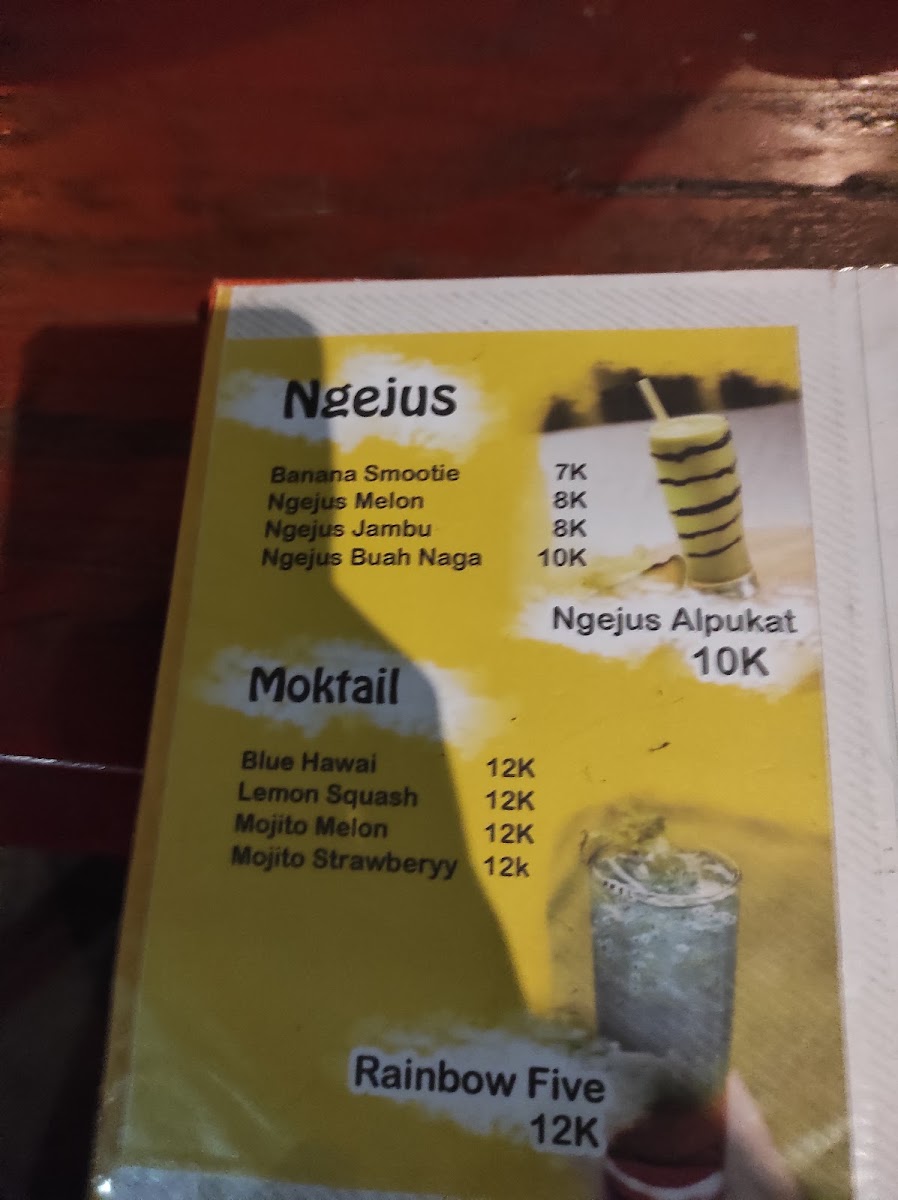 Ngejus
Banana Smootie 7K
Ngejus Melon 8K
Ngejus Jambu 8K
Ngejus Buah Naga 10K
Ngejus Alpukat
10K
Moktail
Blue Hawai 12K
Lemon Squash 12K
Mojito Melon 12K
Mojito Strawberyy 12k
Rainbow Five
12K